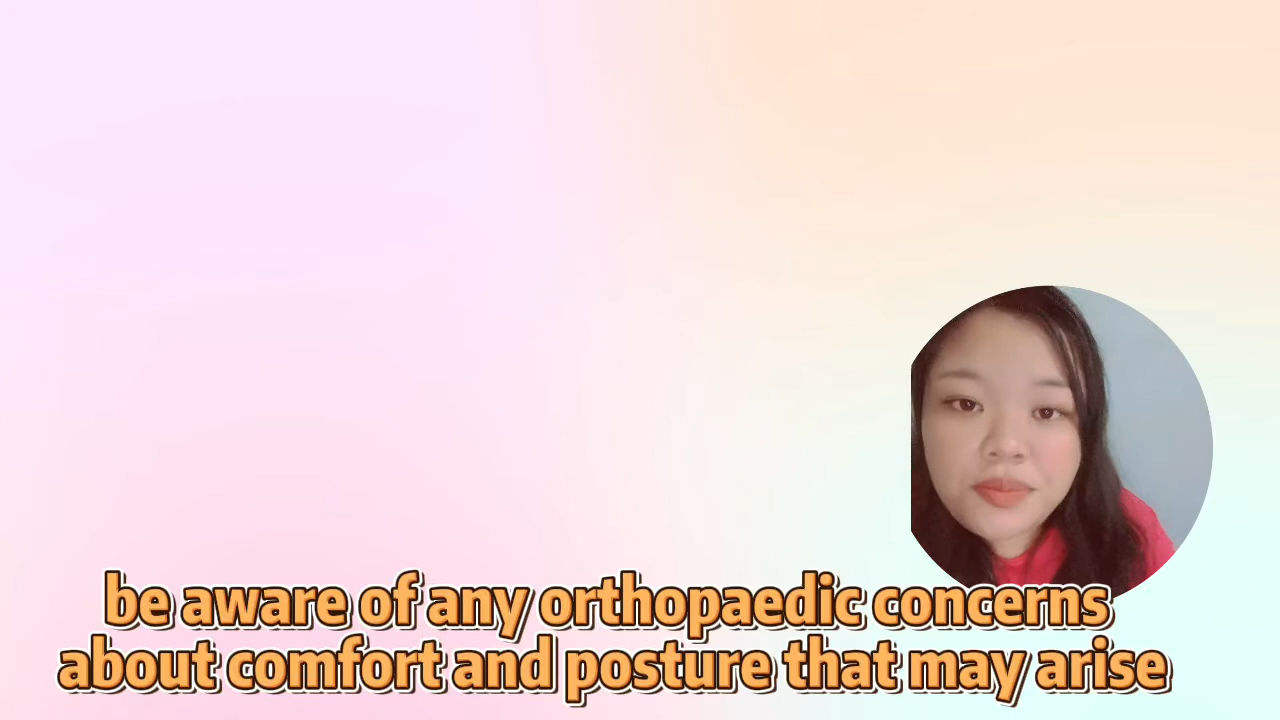 be aware of any orthopaedic concerns
about comfort and posture that may arise